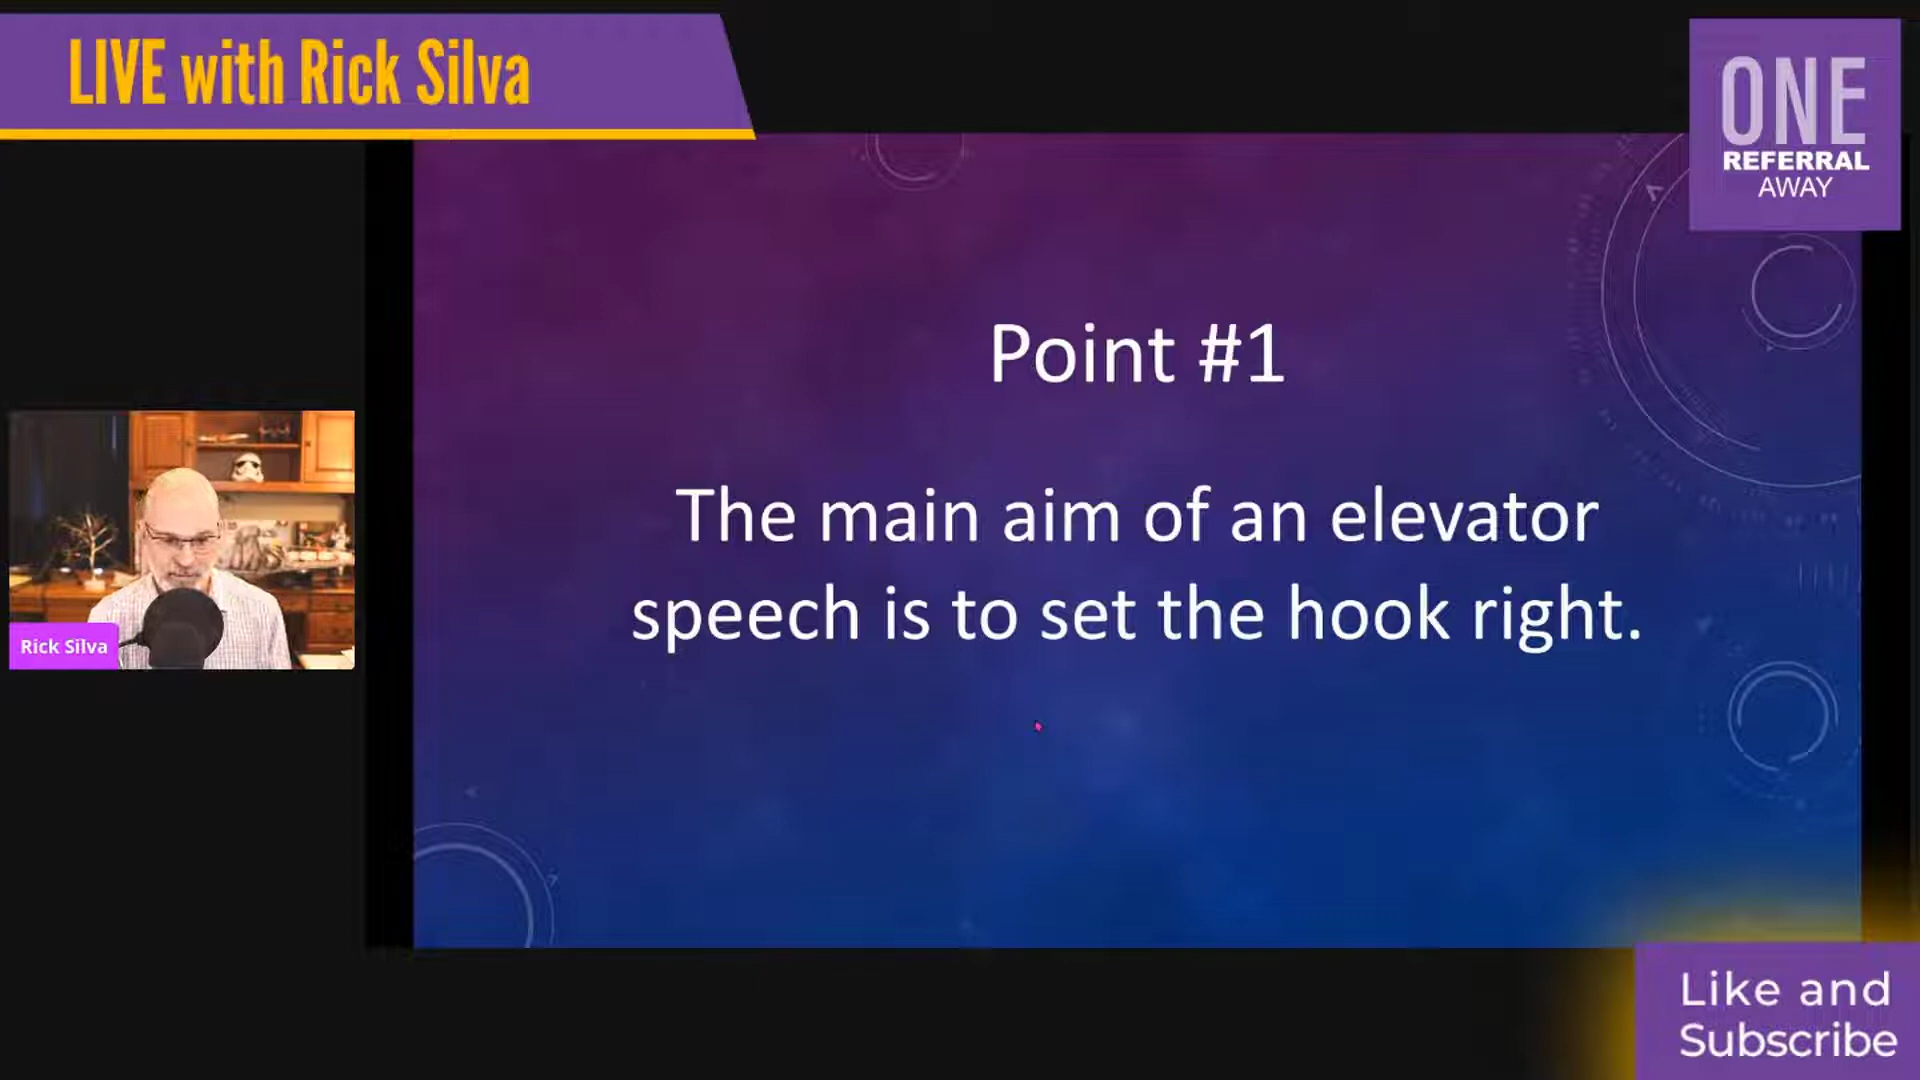 LIVE with Rick Silva
ONE
REFERRAL
AWAY
Point #1
The main aim of an elevator
speech is to set the hook right.
Rick Silva
Like and
Subscribe